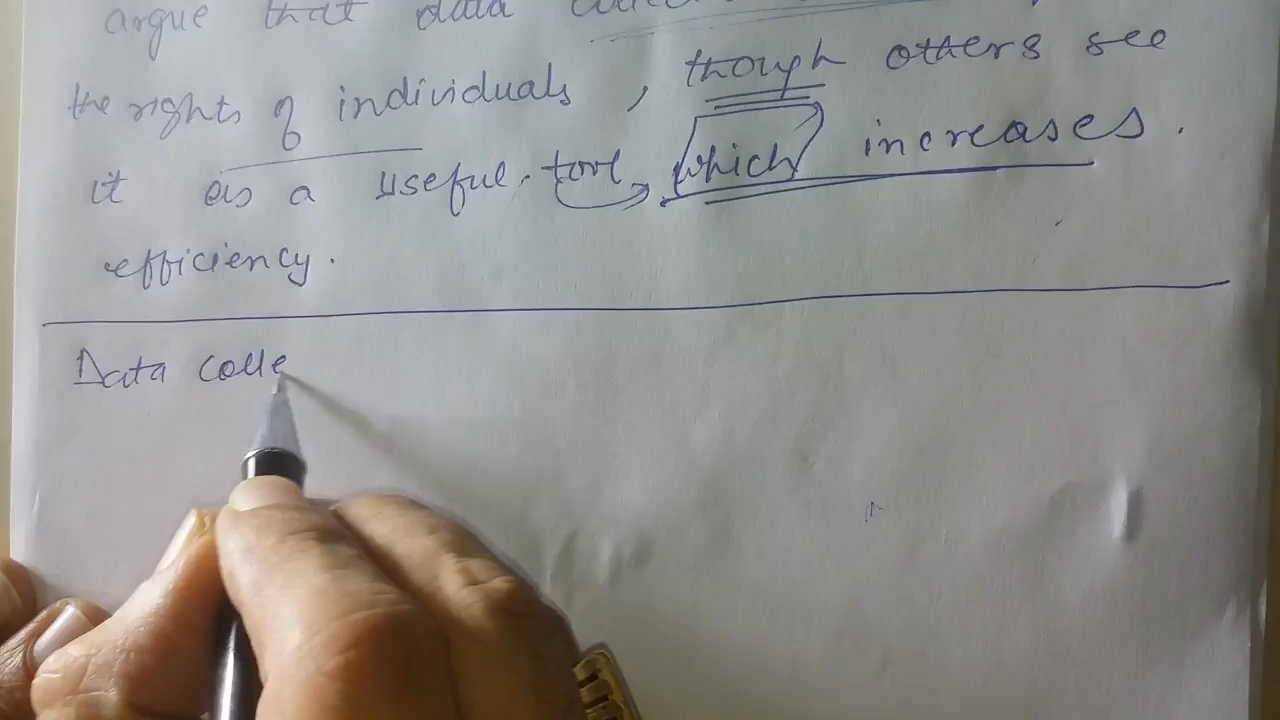 argue that data
the rights of individuals, though others see
it as a useful tool which increases.
efficiency.
Data colle